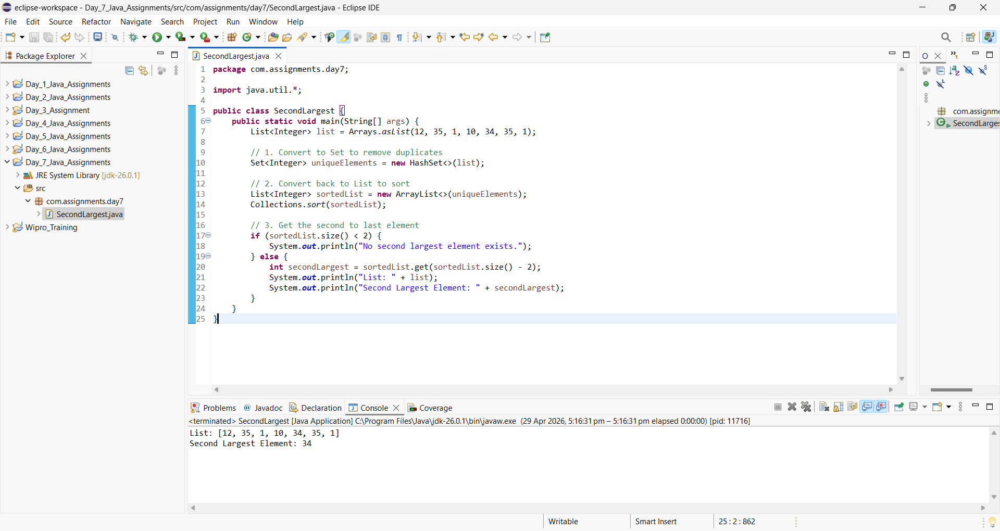 eclipse-workspace - Day_7_Java_Assignments/src/com/assignments/day7/SecondLargest.java - Eclipse IDE
File Edit Source Refactor Navigate Search Project Run Window Help
Package Explorer
Day_1_Java_Assignments
Day_2_Java_Assignments
Day_3_Assignment
Day_4_Java_Assignments
Day_5_Java_Assignments
Day_6_Java_Assignments
Day_7_Java_Assignments
JRE System Library [jdk-26.0.1]
src
com.assignments.day7
SecondLargest.java
Wipro_Training
SecondLargest.java
1 package com.assignments.day7;
2
3 import java.util.*;
4
5 public class SecondLargest {
6 public static void main(String[] args) {
7 List<Integer> list = Arrays.asList(12, 35, 1, 10, 34, 35, 1);
8
9 // 1. Convert to Set to remove duplicates
10 Set<Integer> uniqueElements = new HashSet<>(list);
11
12 // 2. Convert back to List to sort
13 List<Integer> sortedList = new ArrayList<>(uniqueElements);
14 Collections.sort(sortedList);
15
16 // 3. Get the second to last element
17 if (sortedList.size() < 2) {
18 System.out.println("No second largest element exists.");
19 } else {
20 int secondLargest = sortedList.get(sortedList.size() - 2);
21 System.out.println("List: " + list);
22 System.out.println("Second Largest Element: " + secondLargest);
23 }
24 }
25 }
O
com.assignme
SecondLarges
Problems @ Javadoc Declaration Console Coverage
<terminated> SecondLargest [Java Application] C:\Program Files\Java\jdk-26.0.1\bin\javaw.exe (29 Apr 2026, 5:16:31 pm – 5:16:31 pm elapsed 0:00:00) [pid: 11716]
List: [12, 35, 1, 10, 34, 35, 1]
Second Largest Element: 34
Writable Smart Insert 25 : 2 : 862